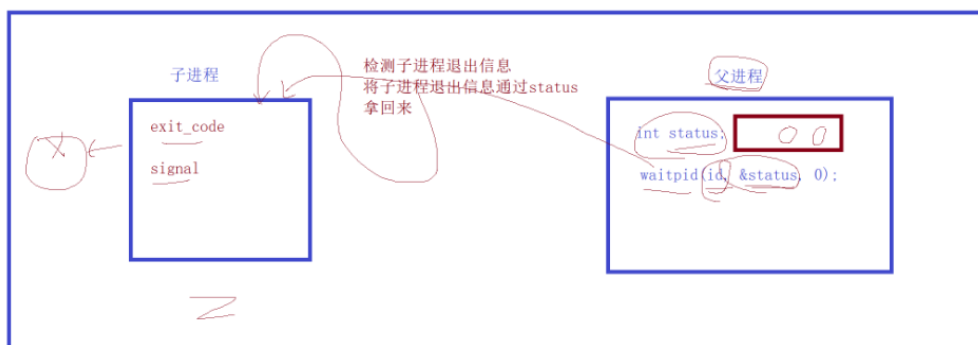 子进程
检测子进程退出信息
将子进程退出信息通过status
拿回来
exit_code
signal
Z
父进程
int status;
0 0
waitpid(id, &status, 0);